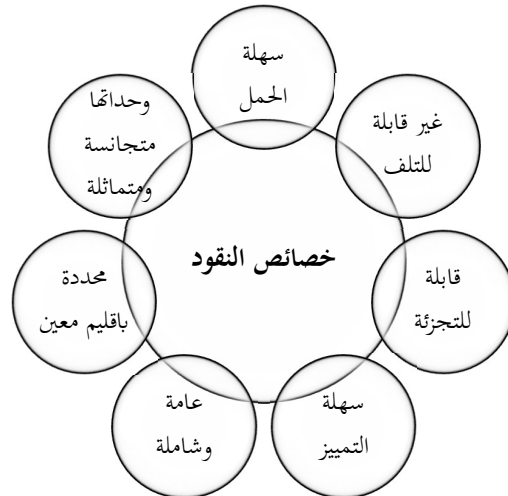 خصائص النقود
سهلة
الحمل
غير قابلة
للتلف
قابلة
للتجزئة
سهلة
التمييز
عامة
وشاملة
محددة
باقليم معين
وحداتها
متجانسة
ومتماثلة